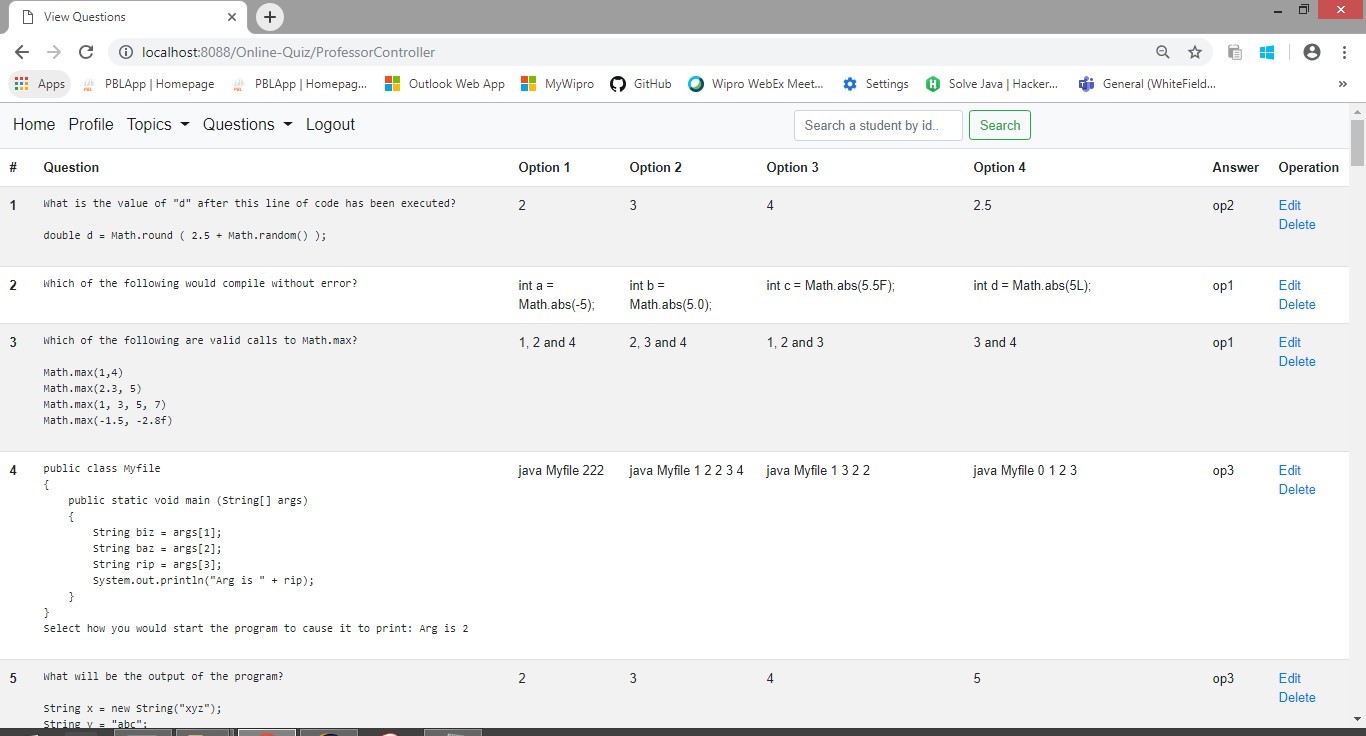 View Questions
localhost:8088/Online-Quiz/ProfessorController
Apps PBLApp | Homepage PBLApp | Homepag... Outlook Web App MyWipro GitHub Wipro WebEx Meet... Settings Solve Java | Hacker... General (WhiteField... »
Home Profile Topics Questions Logout Search a student by id.. Search
# Question Option 1 Option 2 Option 3 Option 4 Answer Operation
1 What is the value of "d" after this line of code has been executed? 2 3 4 2.5 op2 Edit
Delete
double d = Math.round ( 2.5 + Math.random() );
2 Which of the following would compile without error? int a = int b = int c = Math.abs(5.5F); int d = Math.abs(5L); op1 Edit
Math.abs(-5); Math.abs(5.0); Delete
3 Which of the following are valid calls to Math.max? 1, 2 and 4 2, 3 and 4 1, 2 and 3 3 and 4 op1 Edit
Delete
Math.max(1,4)
Math.max(2.3, 5)
Math.max(1, 3, 5, 7)
Math.max(-1.5, -2.8f)
4 public class Myfile java Myfile 222 java Myfile 1 2 2 3 4 java Myfile 1 3 2 2 java Myfile 0 1 2 3 op3 Edit
{ Delete
public static void main (String[] args)
{
String biz = args[1];
String baz = args[2];
String rip = args[3];
System.out.println("Arg is " + rip);
}
}
Select how you would start the program to cause it to print: Arg is 2
5 What will be the output of the program? 2 3 4 5 op3 Edit
Delete
String x = new String("xyz");
String y = "abc";